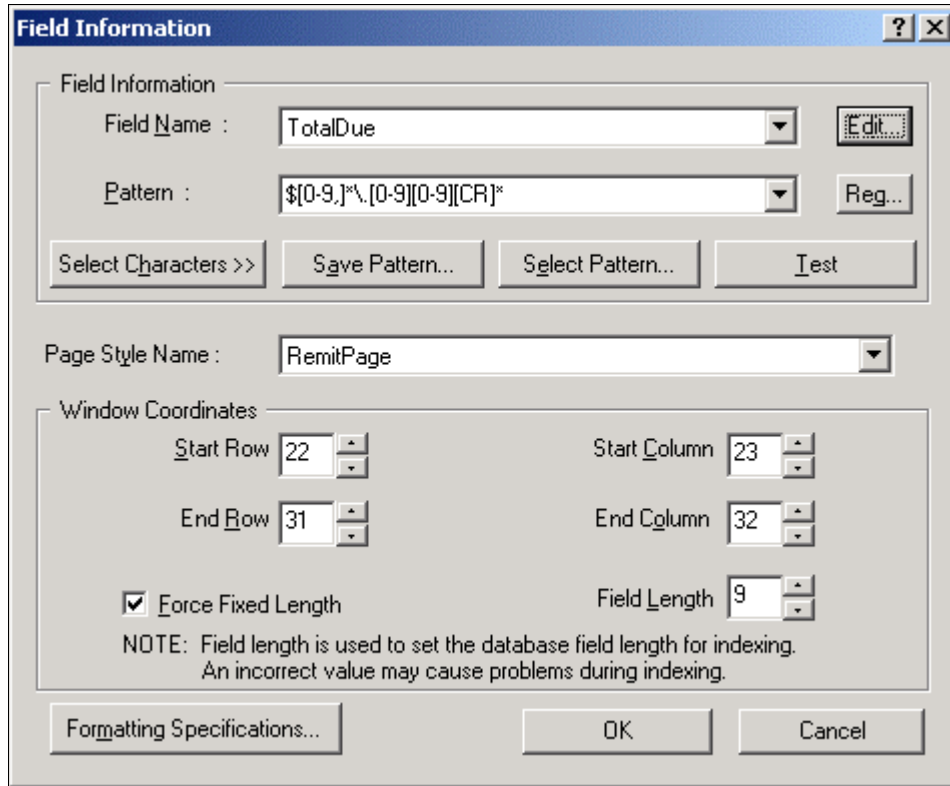 Field Information
Field Information
Field Name : TotalDue Edit...
Pattern : $[0-9,]*\.[0-9][0-9][CR]* Reg...
Select Characters >> Save Pattern... Select Pattern... Test
Page Style Name : RemitPage
Window Coordinates
Start Row 22 Start Column 23
End Row 31 End Column 32
Force Fixed Length Field Length 9
NOTE: Field length is used to set the database field length for indexing.
An incorrect value may cause problems during indexing.
Formatting Specifications... OK Cancel